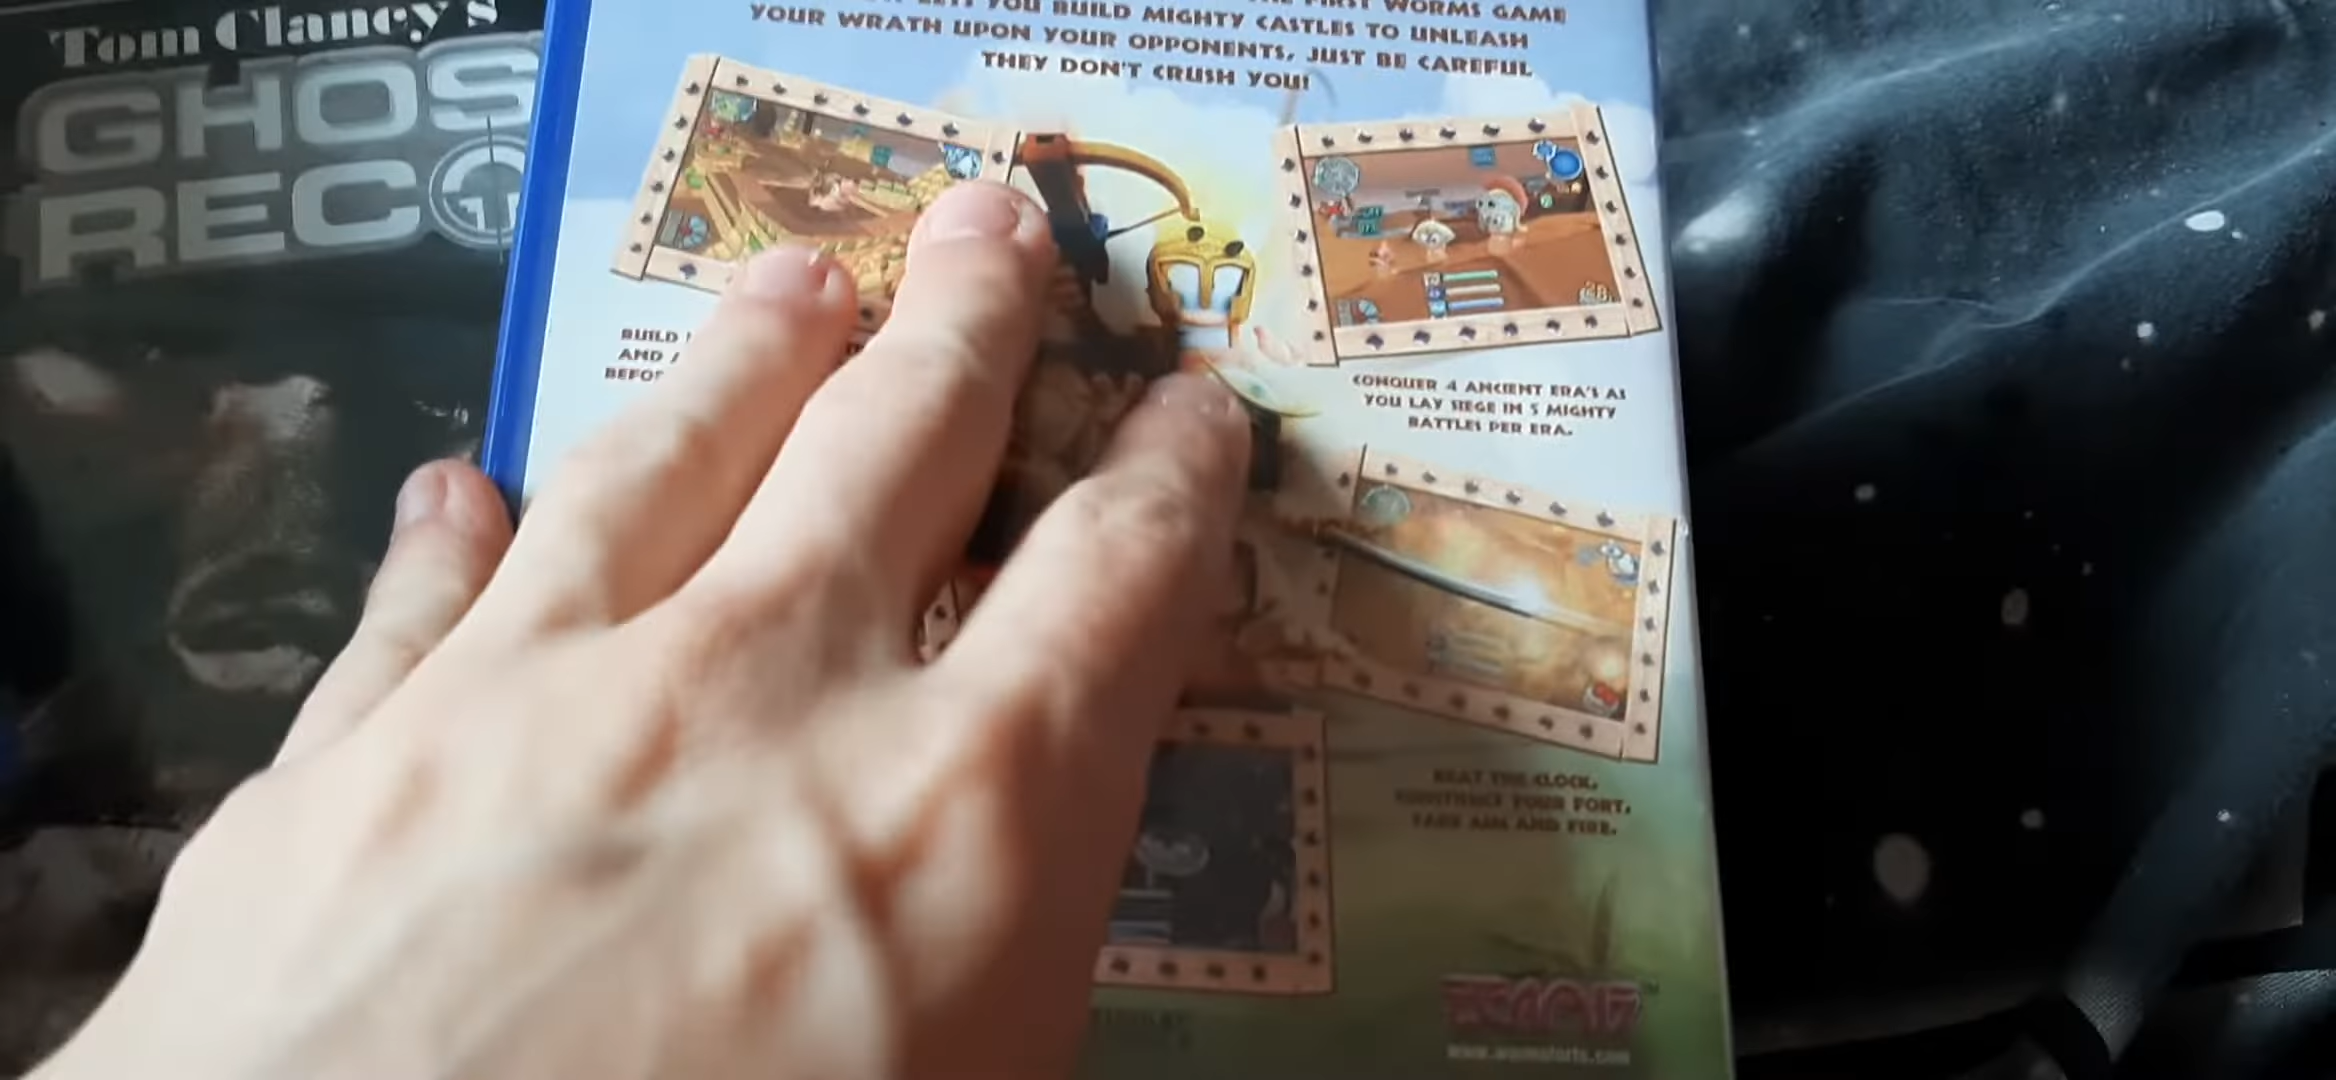 Tom Clancy's
GHOS
REC
YOU BUILD MIGHTY CASTLES TO UNLEASH
FIRST WORMS GAME
YOUR WRATH UPON YOUR OPPONENTS, JUST BE CAREFUL
THEY DON'T CRUSH YOU!
BUILD
AND
BEFOR
CONQUER 4 ANCIENT ERA'S AS
YOU LAY SIEGE IN 5 MIGHTY
BATTLES PER ERA.
BEAT THE CLOCK,
CONSTRUCT YOUR FORT,
TAKE AIM AND FIRE.
TEAM17
www.wormsforts.com